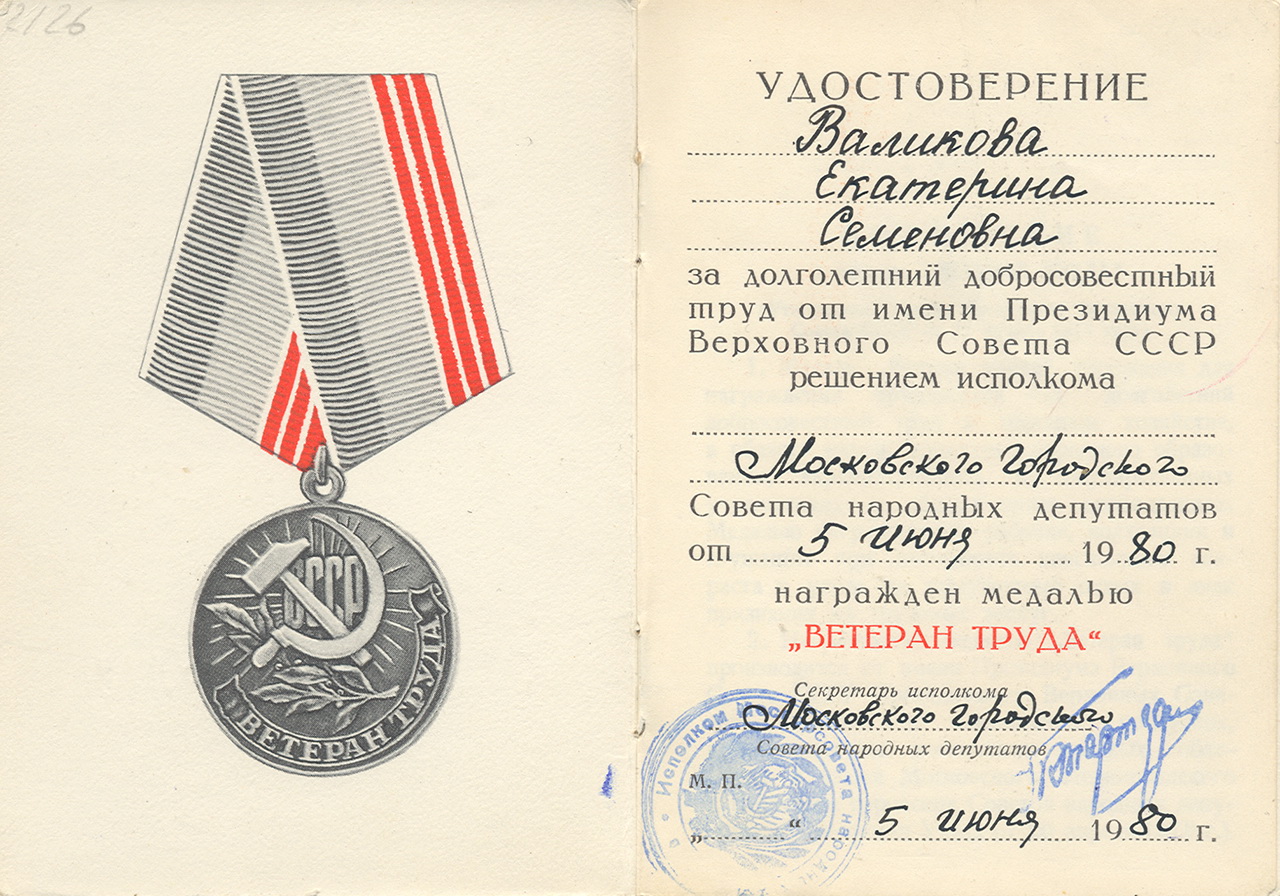 2126
СССР
ВЕТЕРАН ТРУДА
УДОСТОВЕРЕНИЕ
Валикова
Екатерина
Семеновна
за долголетний добросовестный
труд от имени Президиума
Верховного Совета СССР
решением исполкома
Московского городского
Совета народных депутатов
от 5 июня 1980 г.
награжден медалью
„ВЕТЕРАН ТРУДА“
Секретарь исполкома
Московского городского
Совета народных депутатов
М. П.
„ “ 5 июня 1980 г.
Исполком